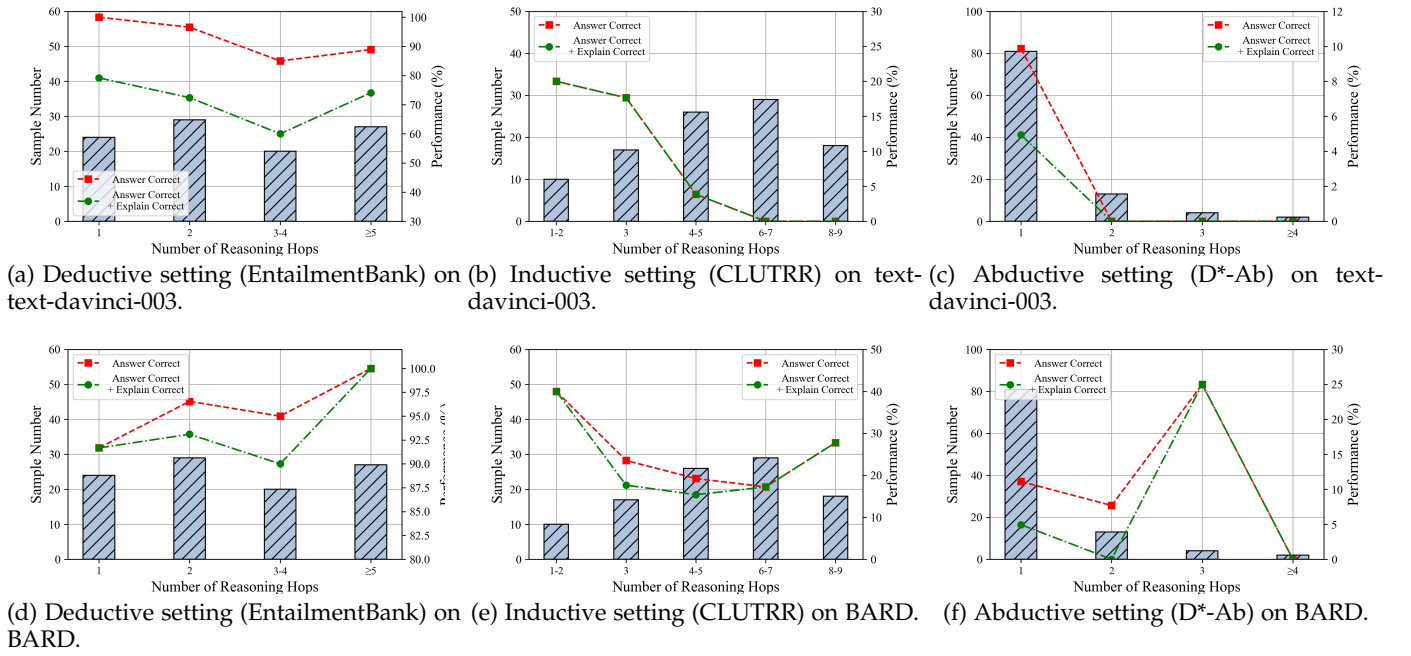 60
50
40
30
20
10
0
Sample Number
1
2
3-4
≥5
Number of Reasoning Hops
100
90
80
70
60
50
40
30
Performance (%)
Answer Correct
Answer Correct
+ Explain Correct
(a) Deductive setting (EntailmentBank) on
text-davinci-003.
50
40
30
20
10
0
Sample Number
1-2
3
4-5
6-7
8-9
Number of Reasoning Hops
30
25
20
15
10
5
0
Performance (%)
Answer Correct
Answer Correct
+ Explain Correct
(b) Inductive setting (CLUTRR) on text-
davinci-003.
100
80
60
40
20
0
Sample Number
1
2
3
≥4
Number of Reasoning Hops
12
10
8
6
4
2
0
Performance (%)
Answer Correct
Answer Correct
+ Explain Correct
(c) Abductive setting (D*-Ab) on text-
davinci-003.
60
50
40
30
20
10
0
Sample Number
1
2
3-4
≥5
Number of Reasoning Hops
100.0
97.5
95.0
92.5
90.0
87.5
85.0
82.5
80.0
Performance (%)
Answer Correct
Answer Correct
+ Explain Correct
(d) Deductive setting (EntailmentBank) on
BARD.
60
50
40
30
20
10
0
Sample Number
1-2
3
4-5
6-7
8-9
Number of Reasoning Hops
50
40
30
20
10
0
Performance (%)
Answer Correct
Answer Correct
+ Explain Correct
(e) Inductive setting (CLUTRR) on BARD.
100
80
60
40
20
0
Sample Number
1
2
3
≥4
Number of Reasoning Hops
30
25
20
15
10
5
0
Performance (%)
Answer Correct
Answer Correct
+ Explain Correct
(f) Abductive setting (D*-Ab) on BARD.